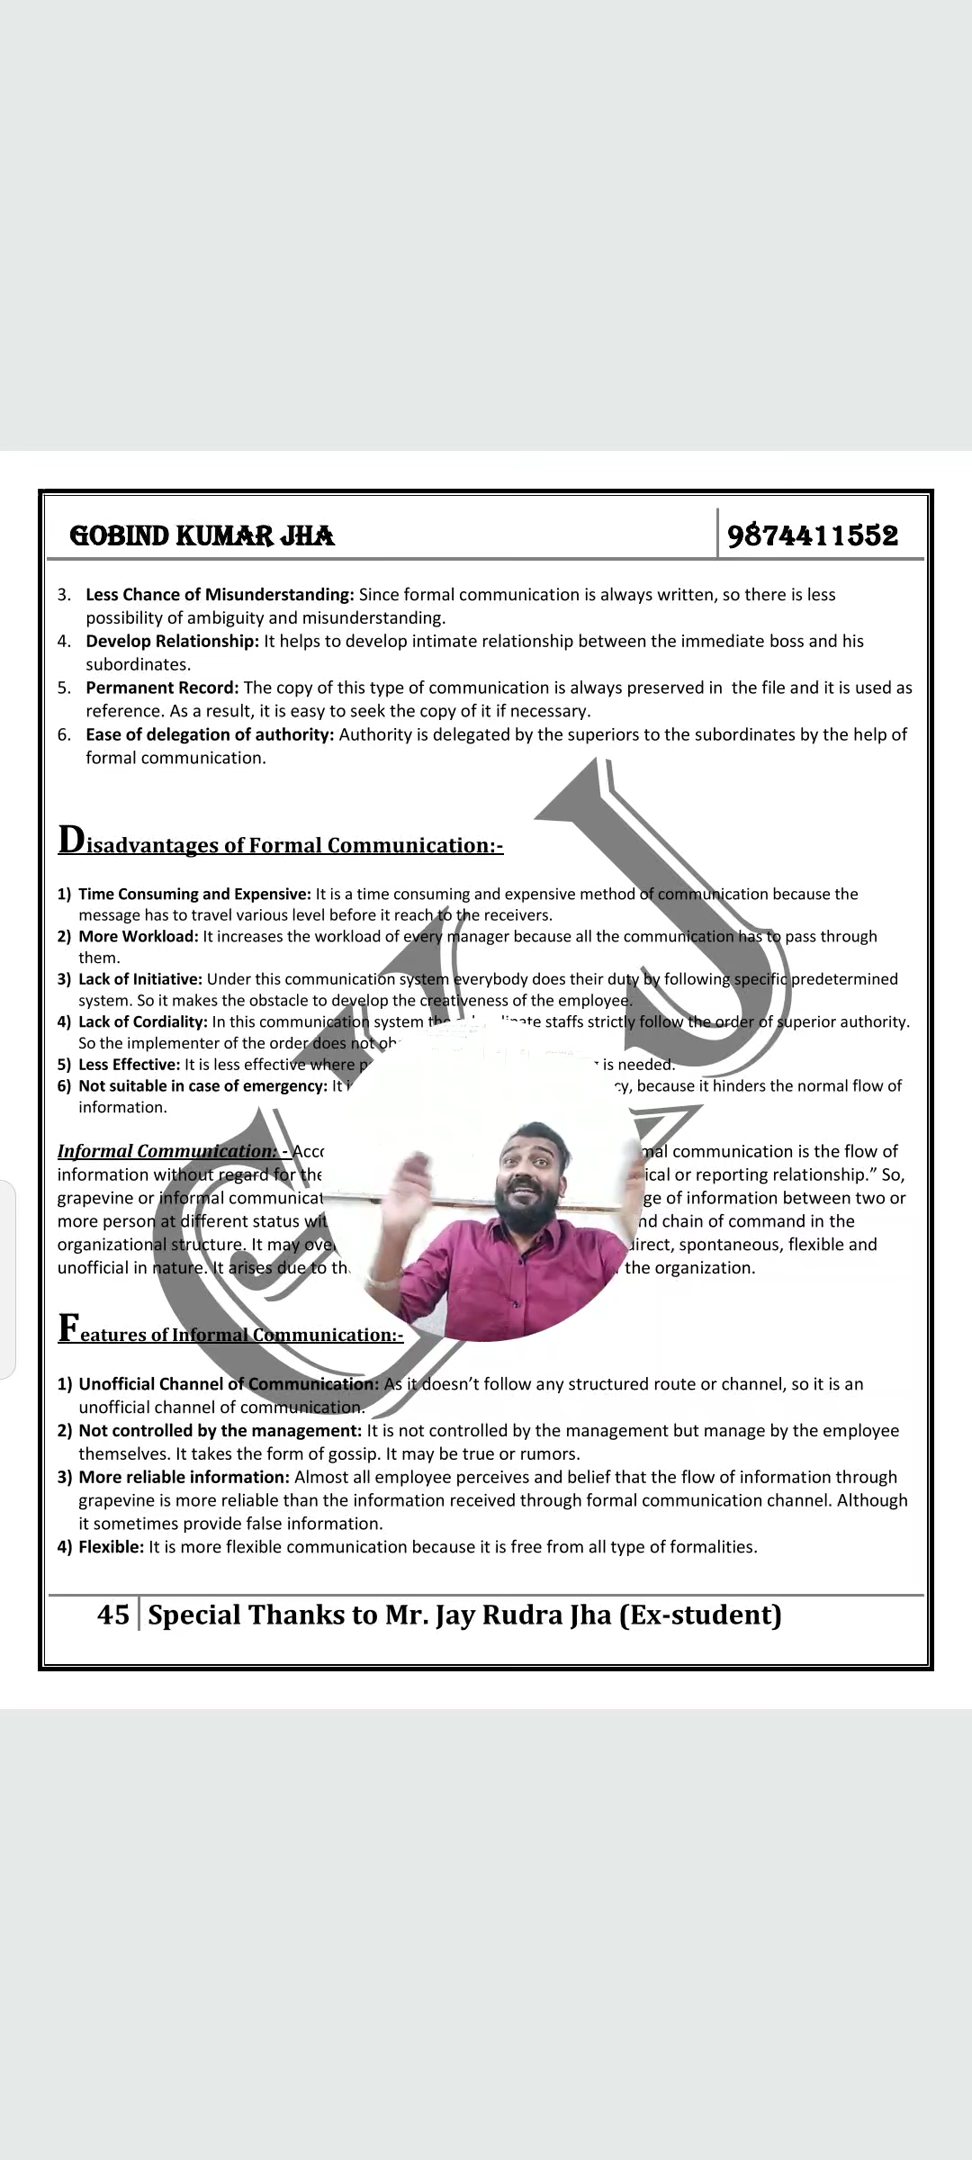 GOBIND KUMAR JHA
9874411552
3. Less Chance of Misunderstanding: Since formal communication is always written, so there is less
possibility of ambiguity and misunderstanding.
4. Develop Relationship: It helps to develop intimate relationship between the immediate boss and his
subordinates.
5. Permanent Record: The copy of this type of communication is always preserved in the file and it is used as
reference. As a result, it is easy to seek the copy of it if necessary.
6. Ease of delegation of authority: Authority is delegated by the superiors to the subordinates by the help of
formal communication.
Disadvantages of Formal Communication:-
1) Time Consuming and Expensive: It is a time consuming and expensive method of communication because the
message has to travel various level before it reach to the receivers.
2) More Workload: It increases the workload of every manager because all the communication has to pass through
them.
3) Lack of Initiative: Under this communication system everybody does their duty by following specific predetermined
system. So it makes the obstacle to develop the creativeness of the employee.
4) Lack of Cordiality: In this communication system the staffs strictly follow the order of superior authority.
So the implementer of the order does not
5) Less Effective: It is less effective where is needed.
6) Not suitable in case of emergency: It because it hinders the normal flow of
information.
Informal Communication: - communication is the flow of
information without regard for the or reporting relationship.” So,
grapevine or informal of information between two or
more person at different status chain of command in the
organizational structure. It may direct, spontaneous, flexible and
unofficial in nature. It arises due to the organization.
Features of Informal Communication:-
1) Unofficial Channel of Communication: As it doesn’t follow any structured route or channel, so it is an
unofficial channel of communication.
2) Not controlled by the management: It is not controlled by the management but manage by the employee
themselves. It takes the form of gossip. It may be true or rumors.
3) More reliable information: Almost all employee perceives and belief that the flow of information through
grapevine is more reliable than the information received through formal communication channel. Although
it sometimes provide false information.
4) Flexible: It is more flexible communication because it is free from all type of formalities.
45 Special Thanks to Mr. Jay Rudra Jha (Ex-student)